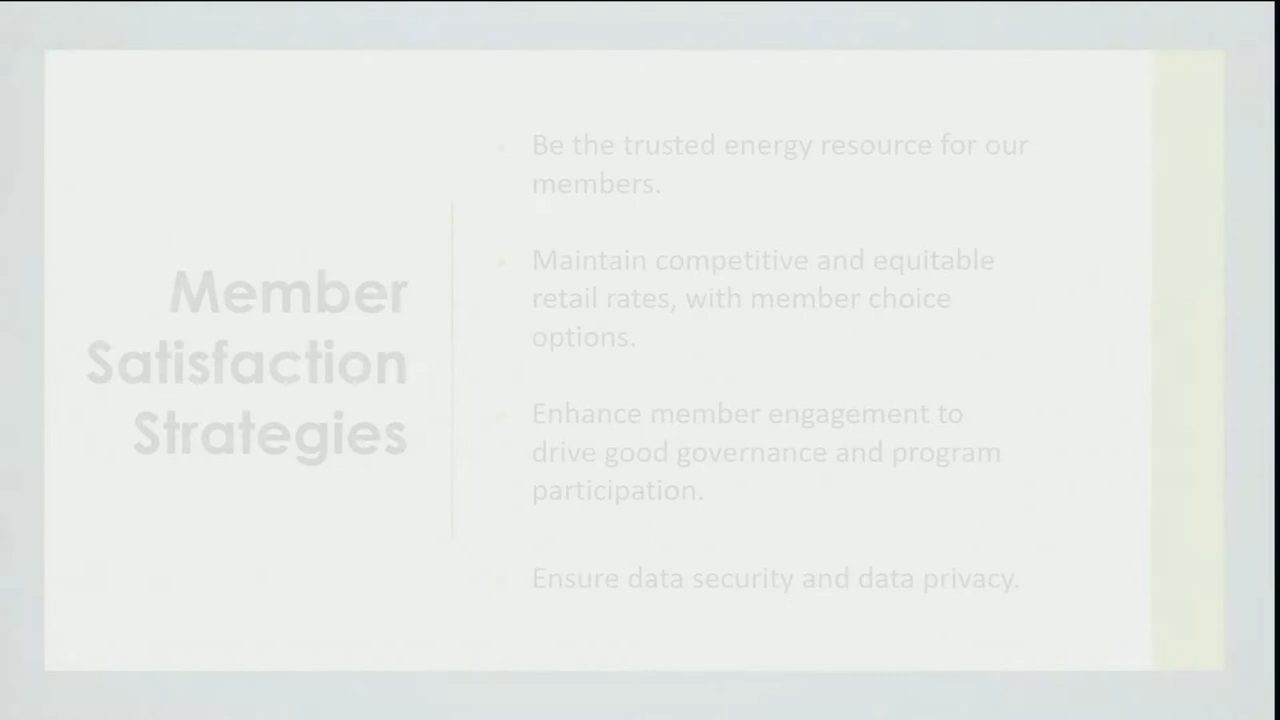 Member
Satisfaction
Strategies
Be the trusted energy resource for our
members.
Maintain competitive and equitable
retail rates, with member choice
options.
Enhance member engagement to
drive good governance and program
participation.
Ensure data security and data privacy.